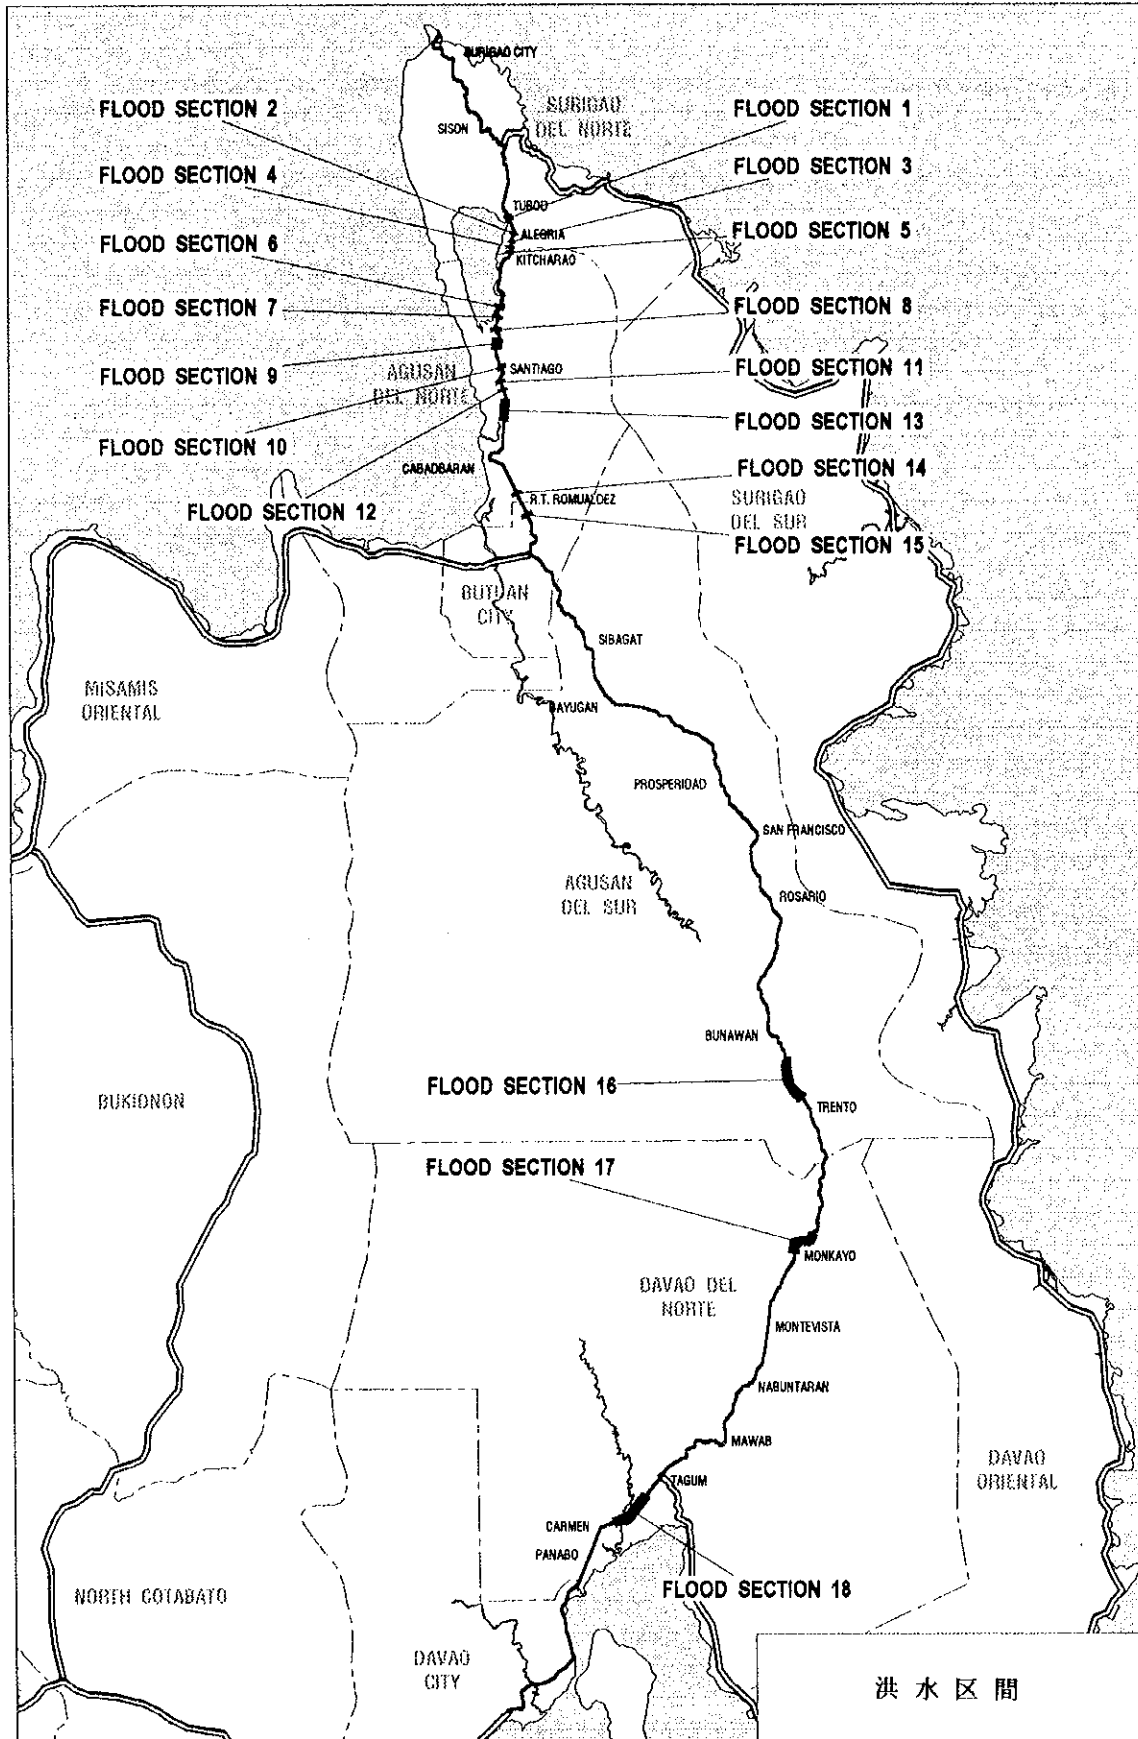 SURIGAO CITY
FLOOD SECTION 2
FLOOD SECTION 1
SURIGAO
DEL NORTE
SISON
FLOOD SECTION 4
FLOOD SECTION 3
TUBOD
ALEGRIA
FLOOD SECTION 6
FLOOD SECTION 5
KITCHARAO
FLOOD SECTION 7
FLOOD SECTION 8
FLOOD SECTION 9
SANTIAGO
FLOOD SECTION 11
AGUSAN
DEL NORTE
FLOOD SECTION 10
FLOOD SECTION 13
CABADBARAN
FLOOD SECTION 14
R.T. ROMUALDEZ
SURIGAO
DEL SUR
FLOOD SECTION 12
FLOOD SECTION 15
BUTUAN
CITY
SIBAGAT
MISAMIS
ORIENTAL
BAYUGAN
PROSPERIDAD
SAN FRANCISCO
AGUSAN
DEL SUR
ROSARIO
BUNAWAN
FLOOD SECTION 16
BUKIONON
TRENTO
FLOOD SECTION 17
MONKAYO
DAVAO DEL
NORTE
MONTEVISTA
NABUNTARAN
MAWAB
DAVAO
ORIENTAL
TAGUM
CARMEN
PANABO
NORTH COTABATO
FLOOD SECTION 18
DAVAO
CITY
洪水区間